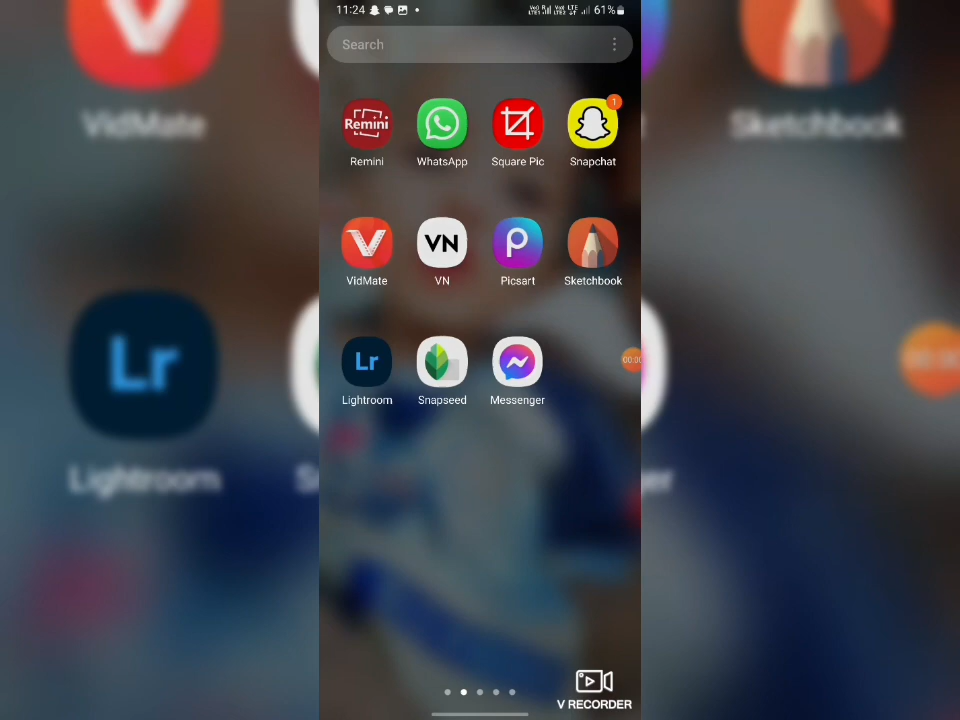 11:24
61%
Search
1
Remini
Remini
WhatsApp
Square Pic
Snapchat
VN
P
VidMate
VN
Picsart
Sketchbook
Lr
Lightroom
Snapseed
Messenger
V RECORDER
VidMate
Sketchbook
Lr
Lightroom